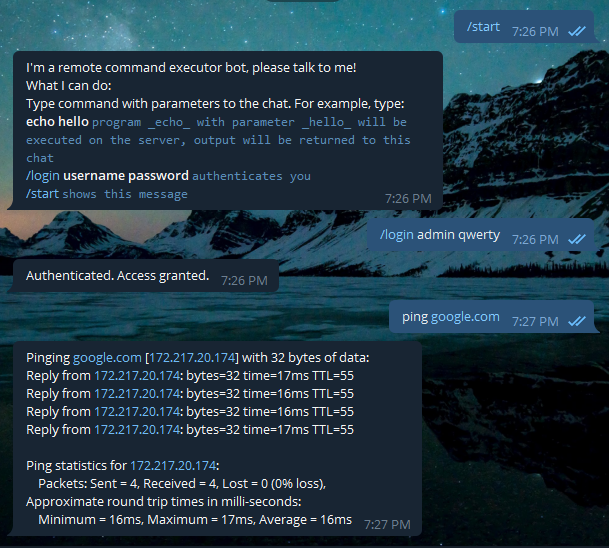 /start 7:26 PM
I'm a remote command executor bot, please talk to me!
What I can do:
Type command with parameters to the chat. For example, type:
echo hello program _echo_ with parameter _hello_ will be
executed on the server, output will be returned to this
chat
/login username password authenticates you
/start shows this message
7:26 PM
/login admin qwerty 7:26 PM
Authenticated. Access granted. 7:26 PM
ping google.com 7:27 PM
Pinging google.com [172.217.20.174] with 32 bytes of data:
Reply from 172.217.20.174: bytes=32 time=17ms TTL=55
Reply from 172.217.20.174: bytes=32 time=16ms TTL=55
Reply from 172.217.20.174: bytes=32 time=16ms TTL=55
Reply from 172.217.20.174: bytes=32 time=17ms TTL=55
Ping statistics for 172.217.20.174:
Packets: Sent = 4, Received = 4, Lost = 0 (0% loss),
Approximate round trip times in milli-seconds:
Minimum = 16ms, Maximum = 17ms, Average = 16ms 7:27 PM